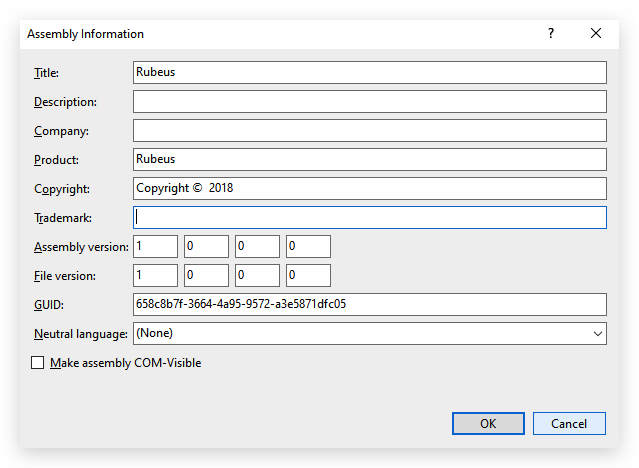 Assembly Information
?
Title: Rubeus
Description:
Company:
Product: Rubeus
Copyright: Copyright © 2018
Trademark:
Assembly version: 1 0 0 0
File version: 1 0 0 0
GUID: 658c8b7f-3664-4a95-9572-a3e5871dfc05
Neutral language: (None)
Make assembly COM-Visible
OK Cancel